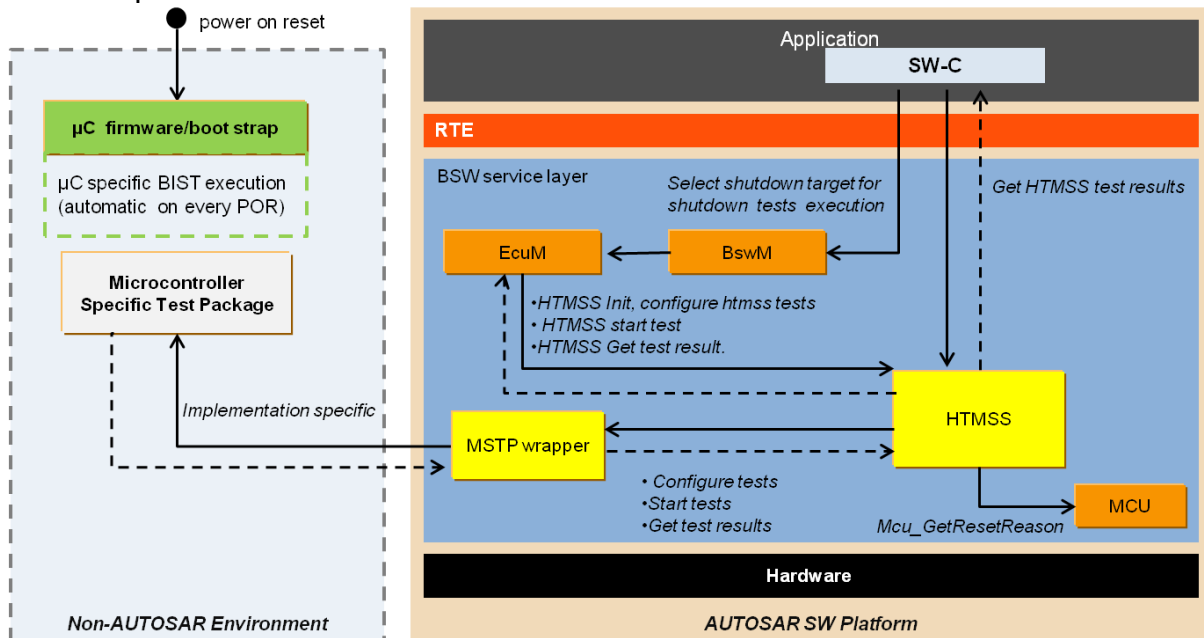 power on reset
µC firmware/boot strap
µC specific BIST execution
(automatic on every POR)
Microcontroller
Specific Test Package
Implementation specific
Non-AUTOSAR Environment
Application
SW-C
RTE
BSW service layer
Select shutdown target for
shutdown tests execution
Get HTMSS test results
EcuM
BswM
•HTMSS Init, configure htmss tests
• HTMSS start test
•HTMSS Get test result.
HTMSS
MSTP wrapper
• Configure tests
•Start tests
•Get test results
Mcu_GetResetReason
MCU
Hardware
AUTOSAR SW Platform